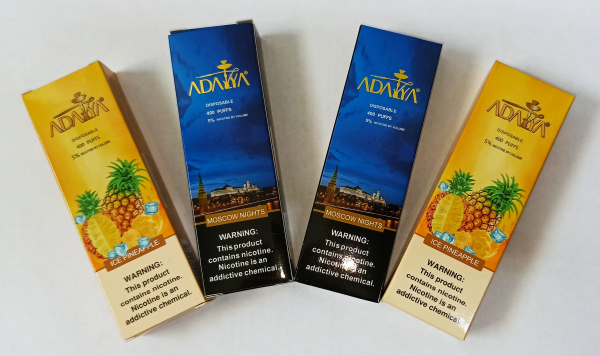 ADALYA®
DISPOSABLE
400 PUFFS
5% NICOTINE BY VOLUME
ICE PINEAPPLE
WARNING:
This product
contains nicotine.
Nicotine is an
addictive chemical.
ADALYA®
DISPOSABLE
400 PUFFS
5% NICOTINE BY VOLUME
MOSCOW NIGHTS
WARNING:
This product
contains nicotine.
Nicotine is an
addictive chemical.
ADALYA®
DISPOSABLE
400 PUFFS
5% NICOTINE BY VOLUME
MOSCOW NIGHTS
WARNING:
This product
contains nicotine.
Nicotine is an
addictive chemical.
ADALYA®
DISPOSABLE
400 PUFFS
5% NICOTINE BY VOLUME
ICE PINEAPPLE
WARNING:
This product
contains nicotine.
Nicotine is an
addictive chemical.